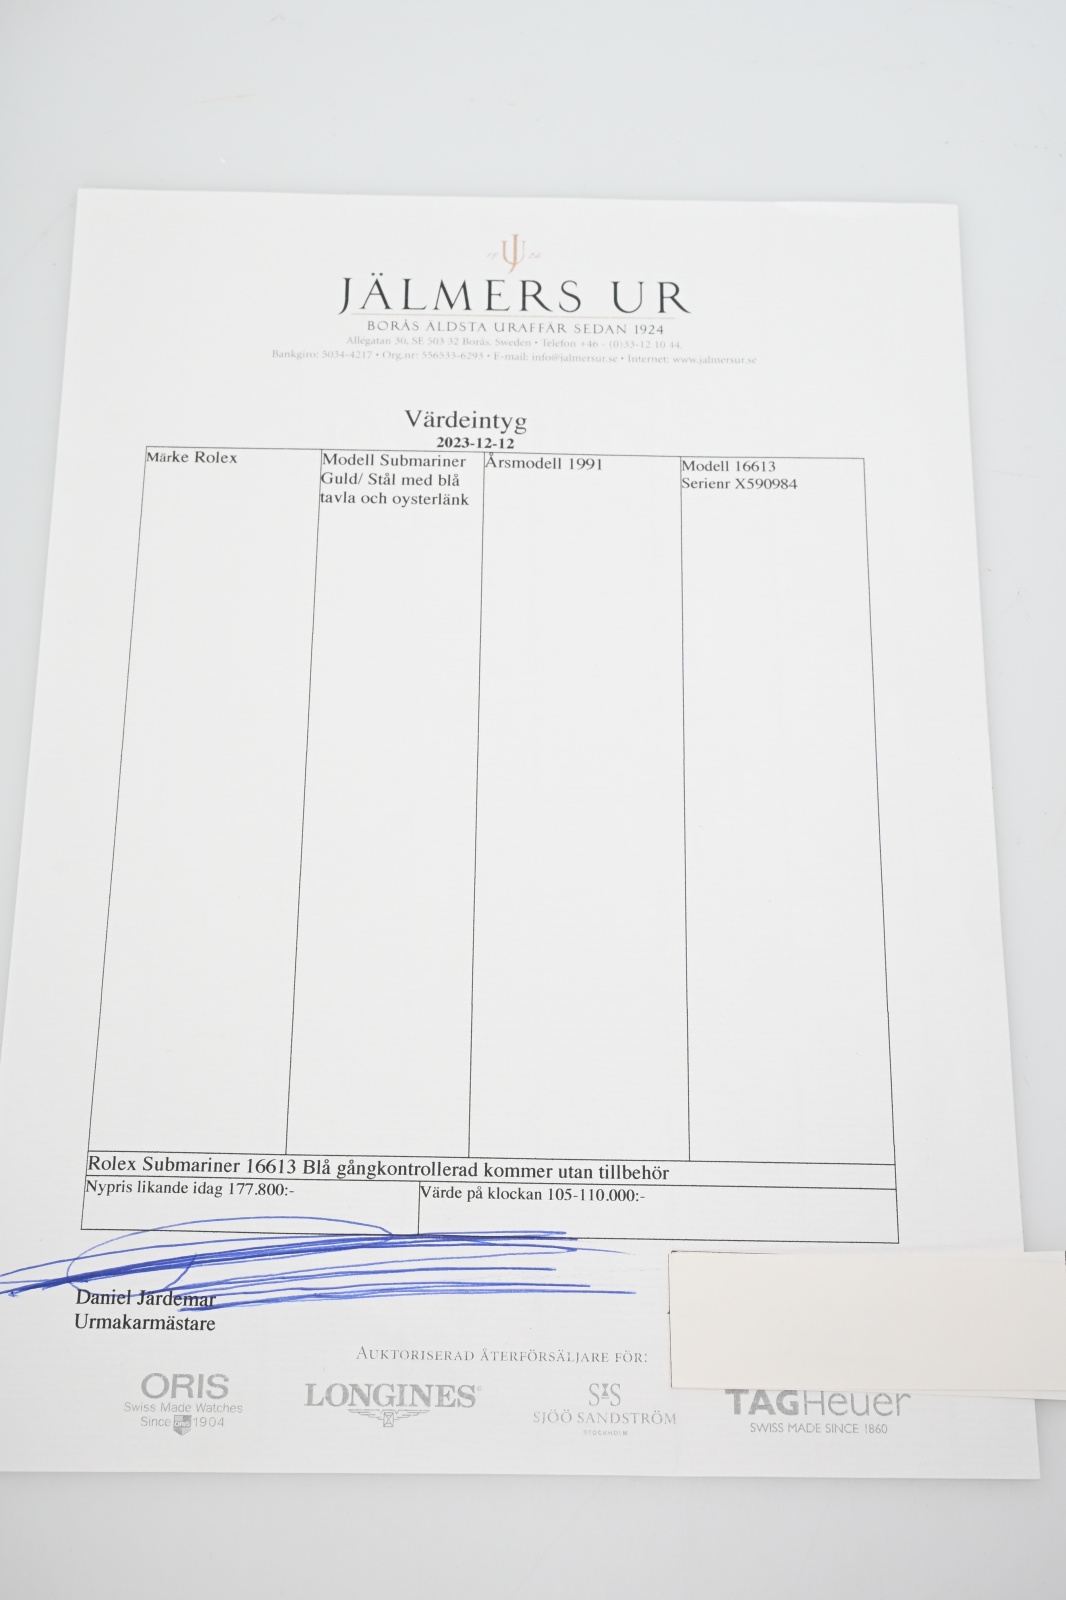 JÄLMERS UR
BORÅS ÄLDSTA URAFFÄR SEDAN 1924
Allégatan 30, SE 503 32 Borås, Sweden • Telefon +46 - (0)33-12 10 44.
Bankgiro: 5034-4217 • Org.nr: 556533-6293 • E-mail: info@jalmersur.se • Internet: www.jalmersur.se
Värdeintyg
2023-12-12
Märke Rolex
Modell Submariner
Guld/ Stål med blå
tavla och oysterlänk
Årsmodell 1991
Modell 16613
Serienr X590984
Rolex Submariner 16613 Blå gångkontrollerad kommer utan tillbehör
Nypris likande idag 177.800:-
Värde på klockan 105-110.000:-
Daniel Järdemar
Urmakarmästare
AUKTORISERAD ÅTERFÖRSÄLJARE FÖR:
ORIS
Swiss Made Watches
Since ORIS 1904
LONGINES
S S
SJÖÖ SANDSTRÖM
STOCKHOLM
TAGHeuer
SWISS MADE SINCE 1860